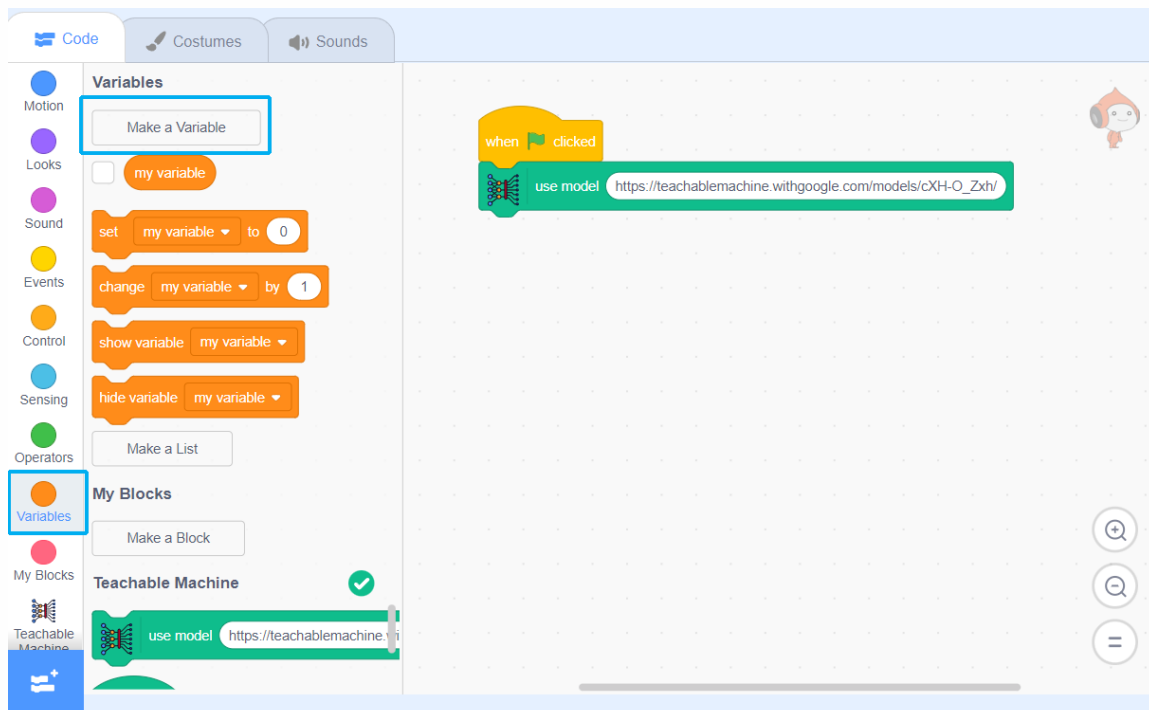 Code
Costumes
Sounds
Motion
Looks
Sound
Events
Control
Sensing
Operators
Variables
My Blocks
Teachable
Machine
Variables
Make a Variable
my variable
set my variable to 0
change my variable by 1
show variable my variable
hide variable my variable
Make a List
My Blocks
Make a Block
Teachable Machine
use model https://teachablemachine.wi
when clicked
use model https://teachablemachine.withgoogle.com/models/cXH-O_Zxh/